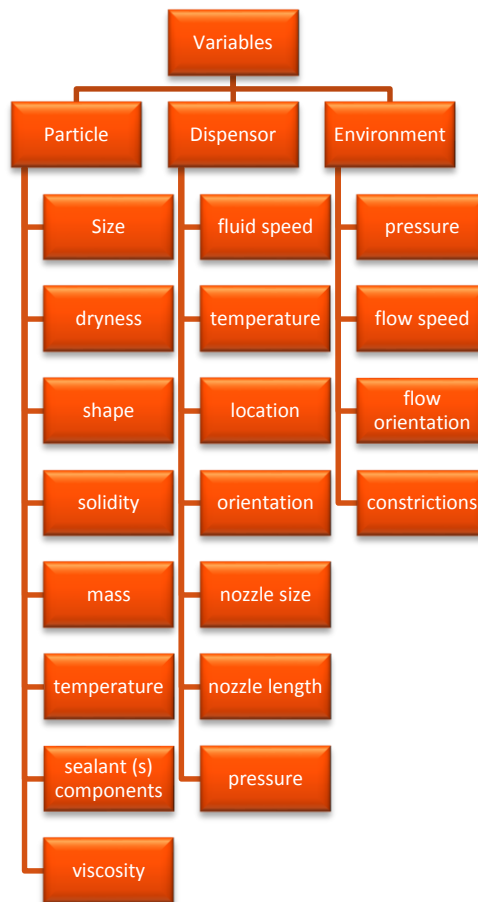 Variables
Particle
Dispensor
Environment
Size
dryness
shape
solidity
mass
temperature
sealant (s)
components
viscosity
fluid speed
temperature
location
orientation
nozzle size
nozzle length
pressure
pressure
flow speed
flow
orientation
constrictions